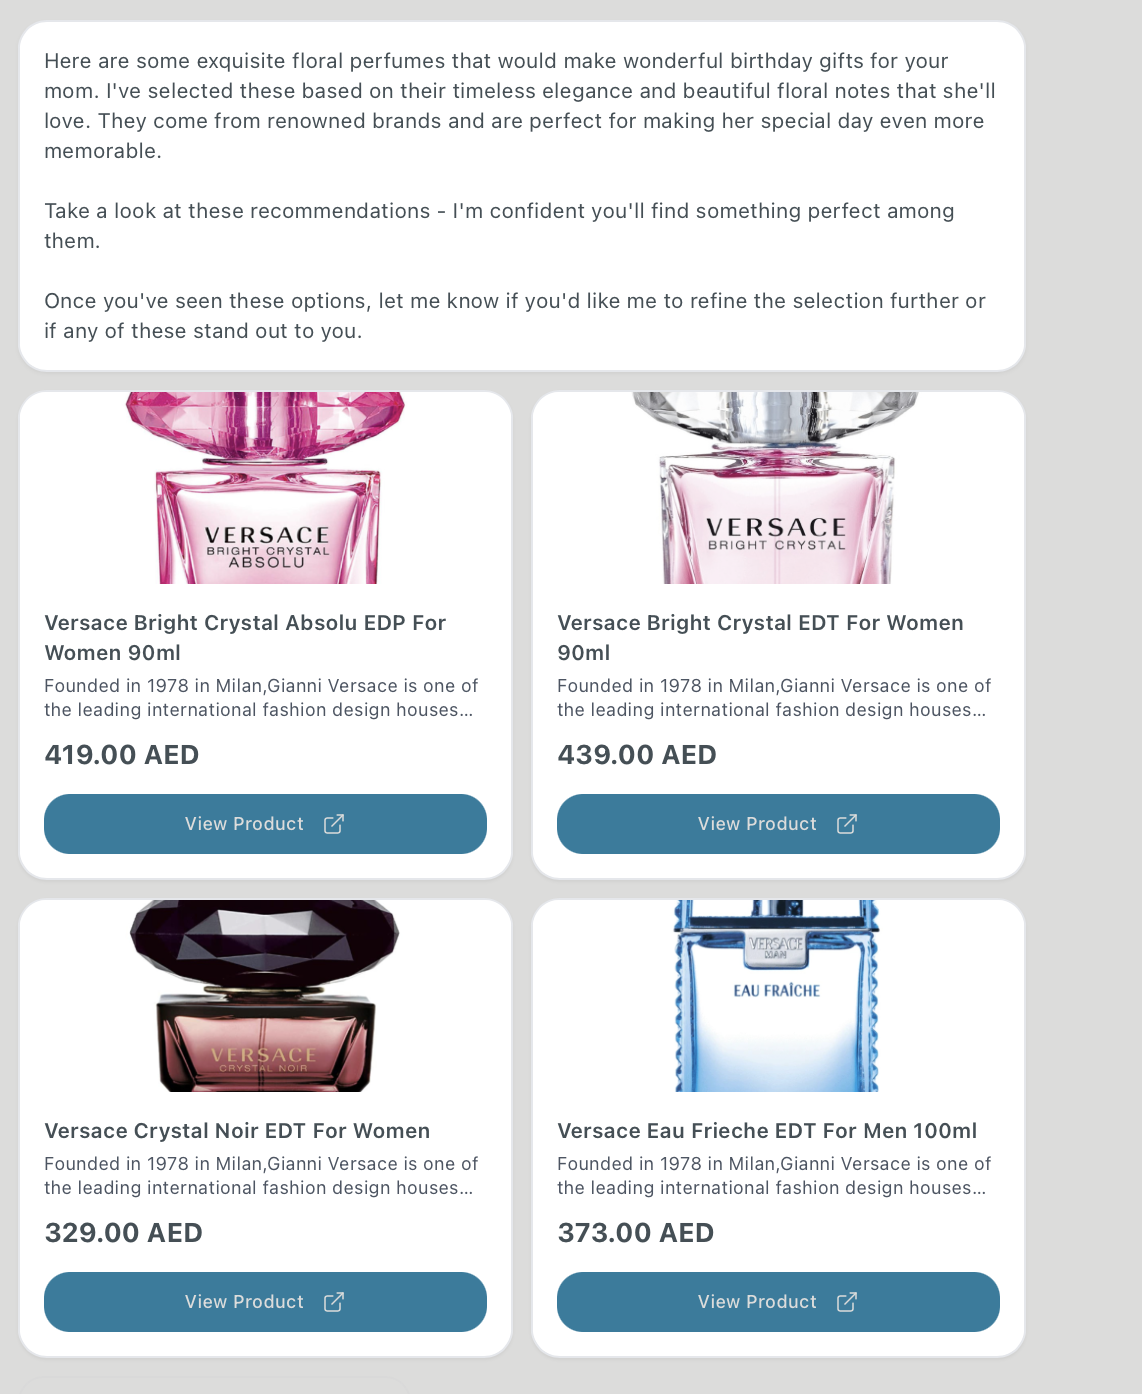 Here are some exquisite floral perfumes that would make wonderful birthday gifts for your
mom. I've selected these based on their timeless elegance and beautiful floral notes that she'll
love. They come from renowned brands and are perfect for making her special day even more
memorable.
Take a look at these recommendations - I'm confident you'll find something perfect among
them.
Once you've seen these options, let me know if you'd like me to refine the selection further or
if any of these stand out to you.
VERSACE
BRIGHT CRYSTAL
ABSOLU
Versace Bright Crystal Absolu EDP For
Women 90ml
Founded in 1978 in Milan,Gianni Versace is one of
the leading international fashion design houses...
419.00 AED
View Product
VERSACE
BRIGHT CRYSTAL
Versace Bright Crystal EDT For Women
90ml
Founded in 1978 in Milan,Gianni Versace is one of
the leading international fashion design houses...
439.00 AED
View Product
VERSACE
CRYSTAL NOIR
Versace Crystal Noir EDT For Women
Founded in 1978 in Milan,Gianni Versace is one of
the leading international fashion design houses...
329.00 AED
View Product
VERSACE
MAN
EAU FRAÎCHE
Versace Eau Frieche EDT For Men 100ml
Founded in 1978 in Milan,Gianni Versace is one of
the leading international fashion design houses...
373.00 AED
View Product